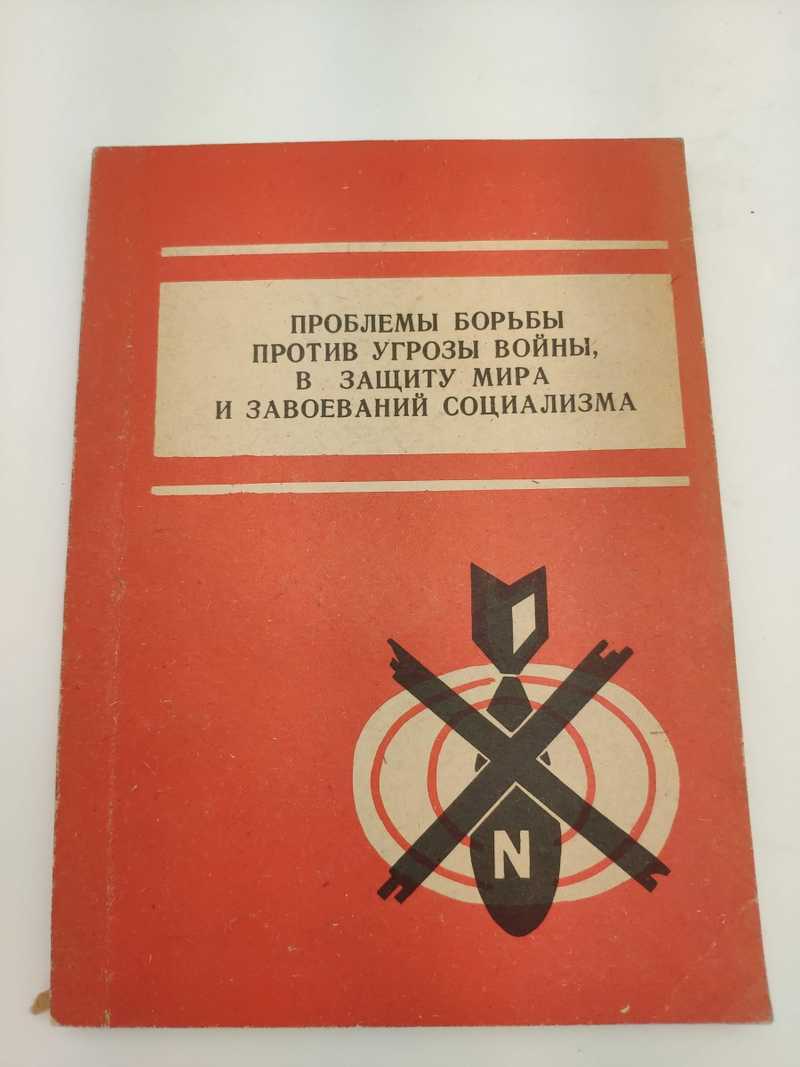 ПРОБЛЕМЫ БОРЬБЫ
ПРОТИВ УГРОЗЫ ВОЙНЫ,
В ЗАЩИТУ МИРА
И ЗАВОЕВАНИЙ СОЦИАЛИЗМА
N